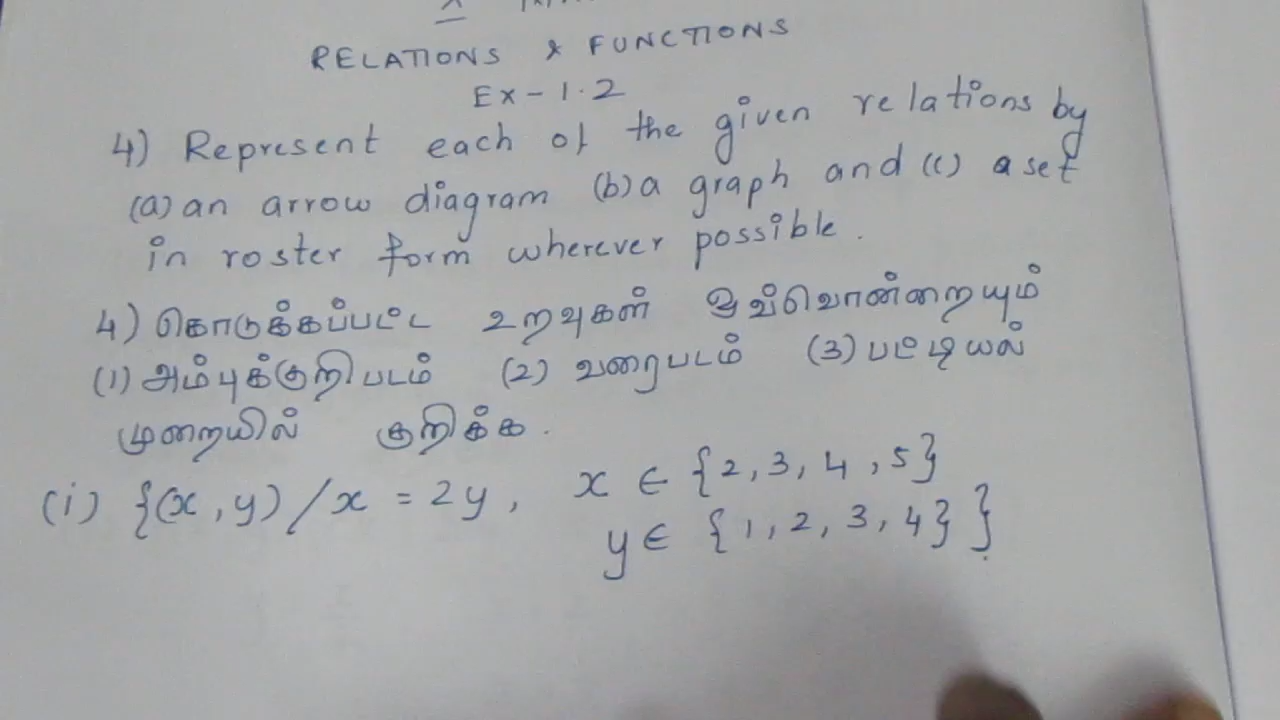 RELATIONS & FUNCTIONS
Ex - 1.2
4) Represent each of the given relations by
(a) an arrow diagram (b) a graph and (c) a set
in roster form wherever possible.
4) கொடுக்கப்பட்ட உறவுகள் ஒவ்வொன்றையும்
(1) அம்புக்குறிபடம் (2) வரைபடம் (3) பட்டியல்
முறையில் குறிக்க.
(i) {(x, y) / x = 2y, x ∈ {2, 3, 4, 5}
y ∈ {1, 2, 3, 4} }